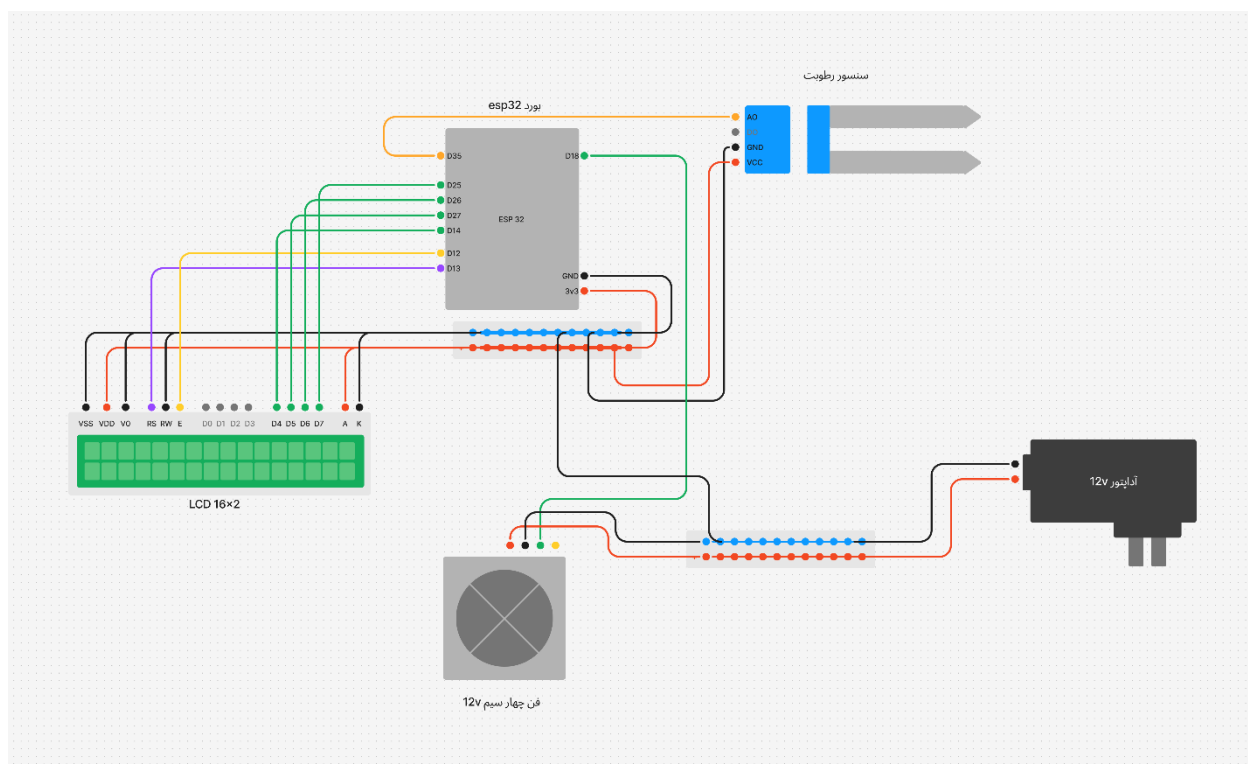 سنسور رطوبت
بورد esp32
AO
GND
VCC
D35
D18
D25
D26
D27
D14
D12
D13
ESP 32
GND
3v3
VSS VDD VO RS RW E D0 D1 D2 D3 D4 D5 D6 D7 A K
LCD 16×2
آداپتور 12v
فن چهار سیم 12v